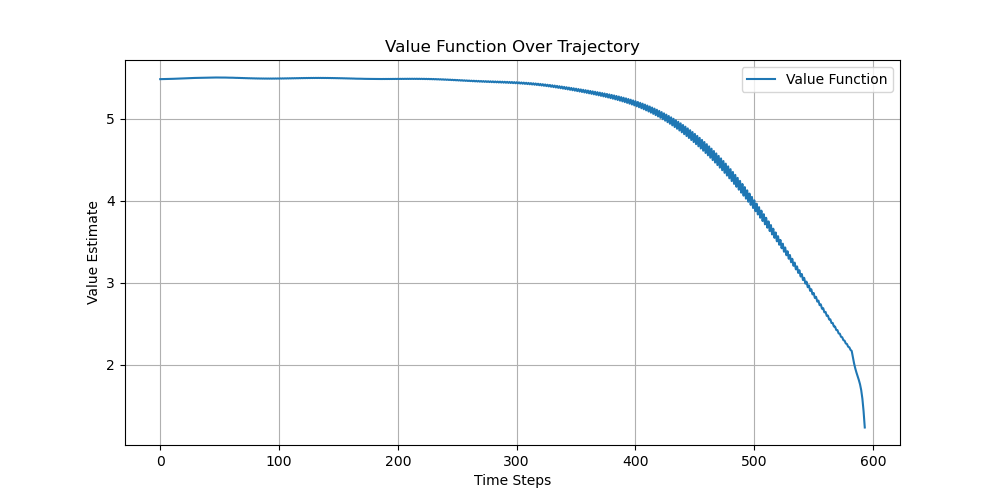 Value Function Over Trajectory
Value Function
Value Estimate
5
4
3
2
0 100 200 300 400 500 600
Time Steps